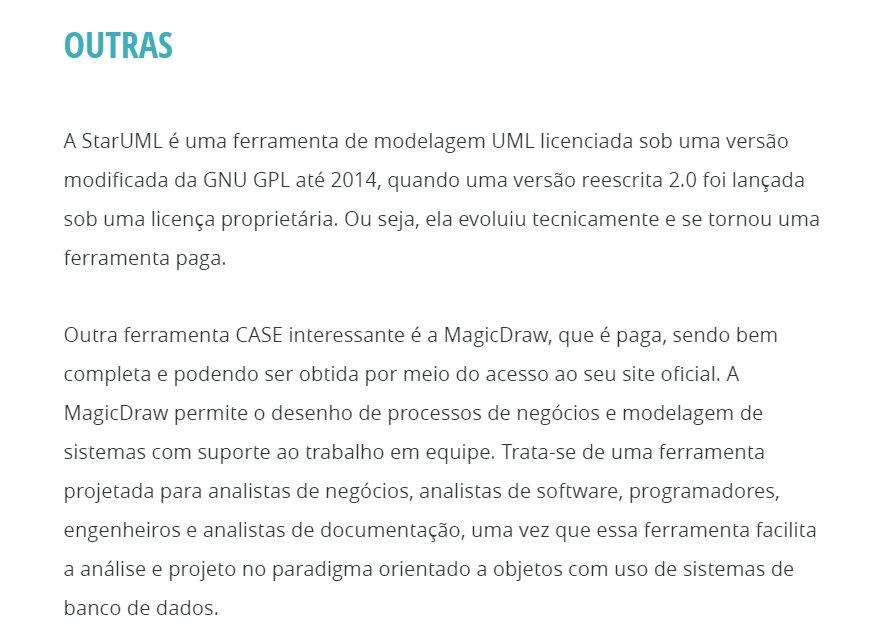 OUTRAS
A StarUML é uma ferramenta de modelagem UML licenciada sob uma versão
modificada da GNU GPL até 2014, quando uma versão reescrita 2.0 foi lançada
sob uma licença proprietária. Ou seja, ela evoluiu tecnicamente e se tornou uma
ferramenta paga.
Outra ferramenta CASE interessante é a MagicDraw, que é paga, sendo bem
completa e podendo ser obtida por meio do acesso ao seu site oficial. A
MagicDraw permite o desenho de processos de negócios e modelagem de
sistemas com suporte ao trabalho em equipe. Trata-se de uma ferramenta
projetada para analistas de negócios, analistas de software, programadores,
engenheiros e analistas de documentação, uma vez que essa ferramenta facilita
a análise e projeto no paradigma orientado a objetos com uso de sistemas de
banco de dados.